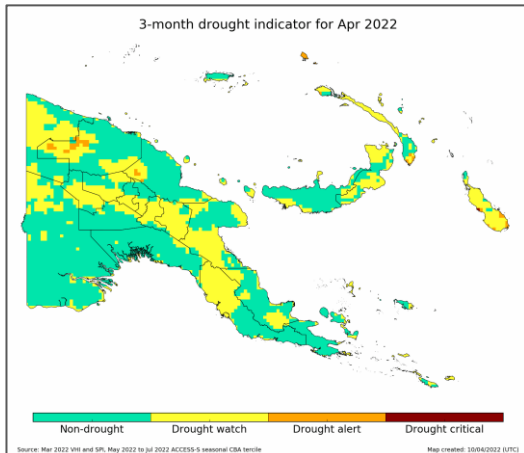 3-month drought indicator for Apr 2022
Non-drought Drought watch Drought alert Drought critical
Source: Mar 2022 VHI and SPI, May 2022 to Jul 2022 ACCESS-S seasonal CBA tercile Map created: 10/04/2022 (UTC)